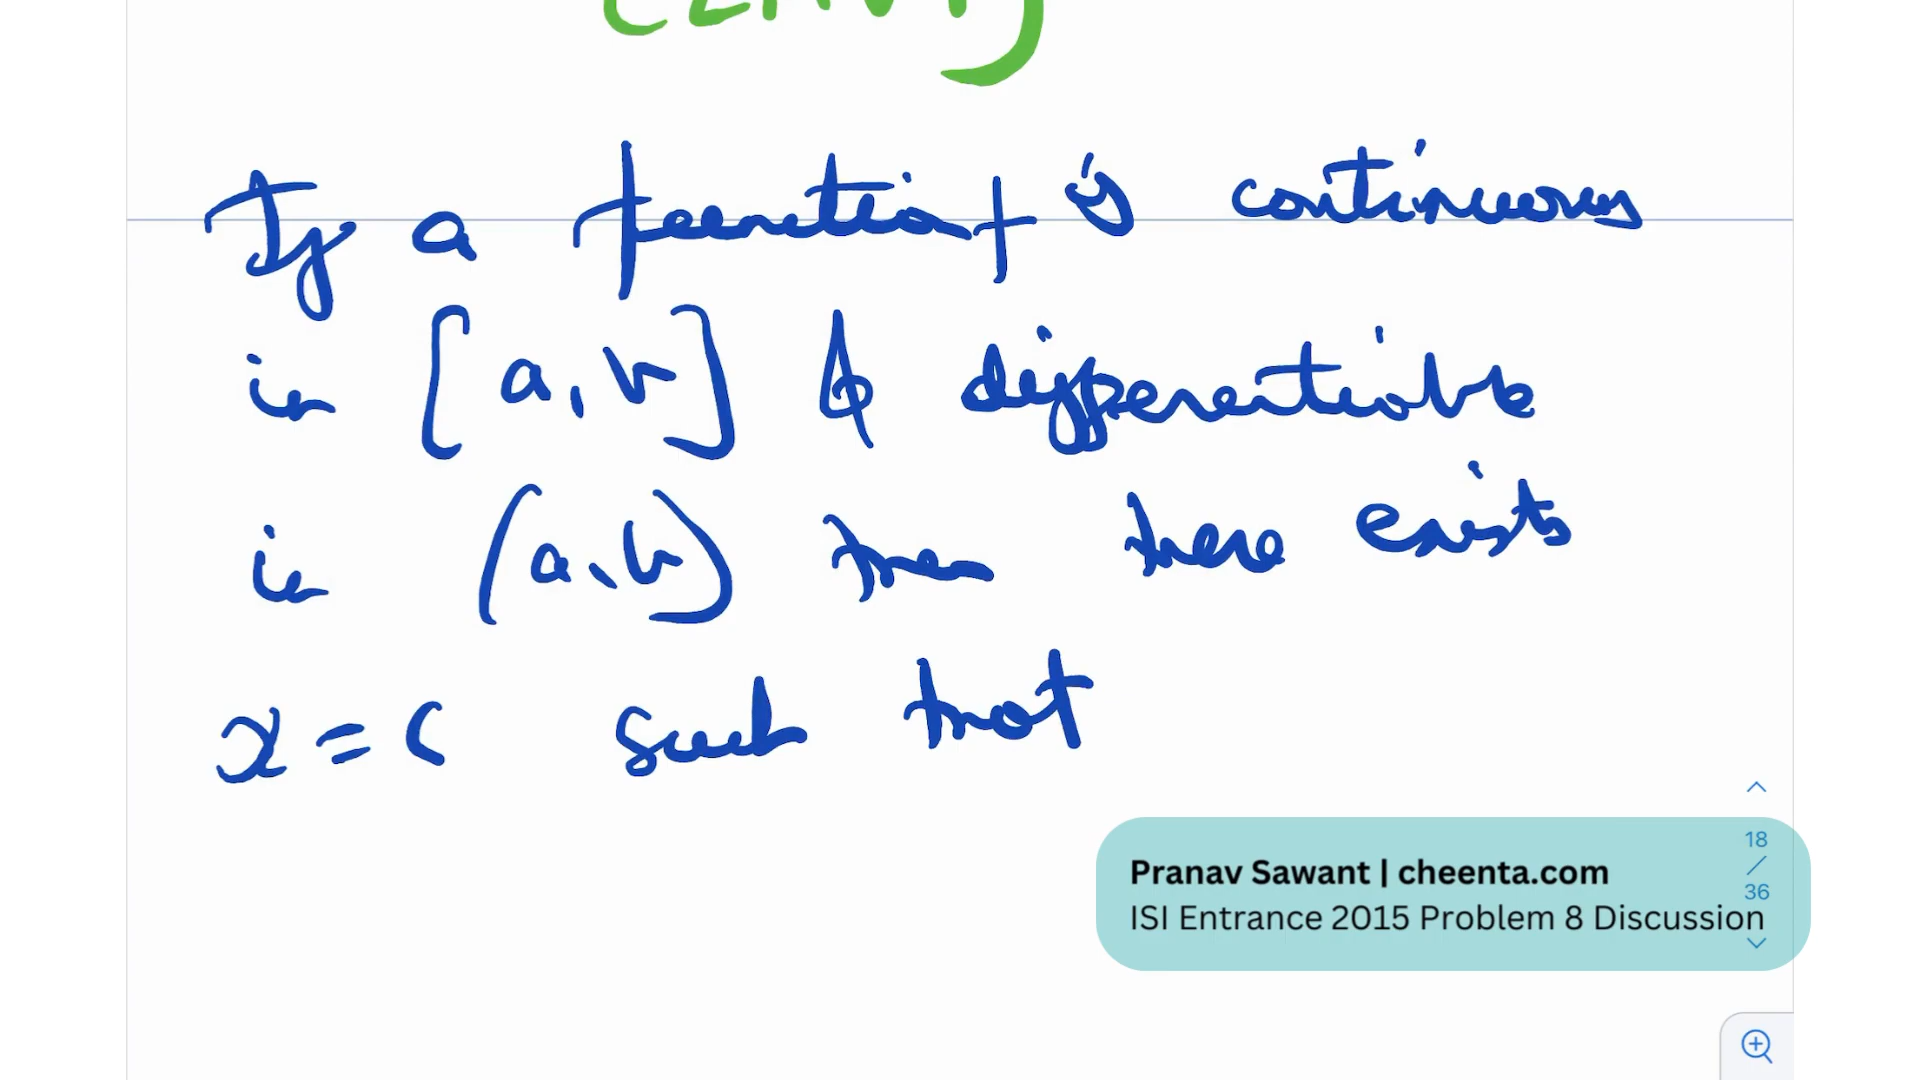 (LMVT)
If a function f is continuous
in [a, b] & differentiable
in (a, b) then there exists
x = c such that
18
/
36
Pranav Sawant | cheenta.com
ISI Entrance 2015 Problem 8 Discussion